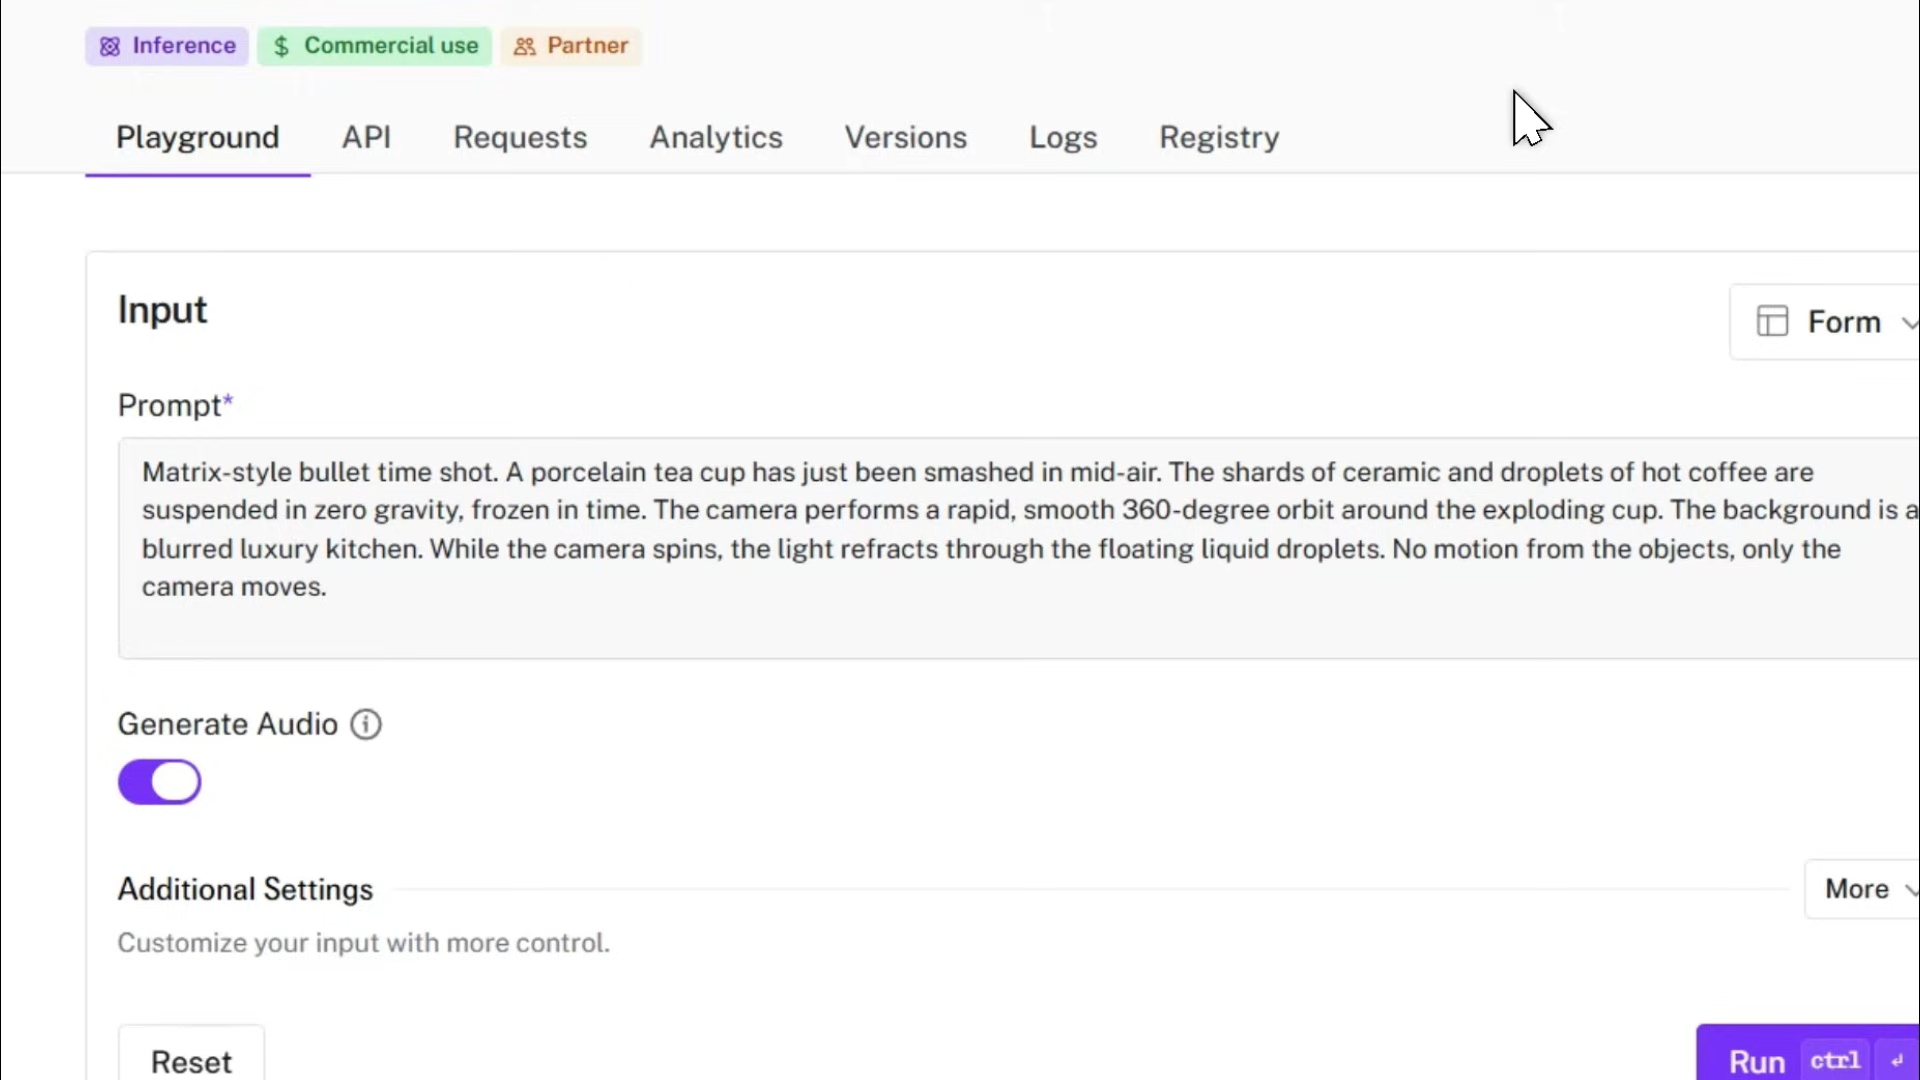 Inference $ Commercial use Partner
Playground API Requests Analytics Versions Logs Registry
Input
Form
Prompt*
Matrix-style bullet time shot. A porcelain tea cup has just been smashed in mid-air. The shards of ceramic and droplets of hot coffee are
suspended in zero gravity, frozen in time. The camera performs a rapid, smooth 360-degree orbit around the exploding cup. The background is a
blurred luxury kitchen. While the camera spins, the light refracts through the floating liquid droplets. No motion from the objects, only the
camera moves.
Generate Audio
Additional Settings
More
Customize your input with more control.
Reset
Run ctrl ↵